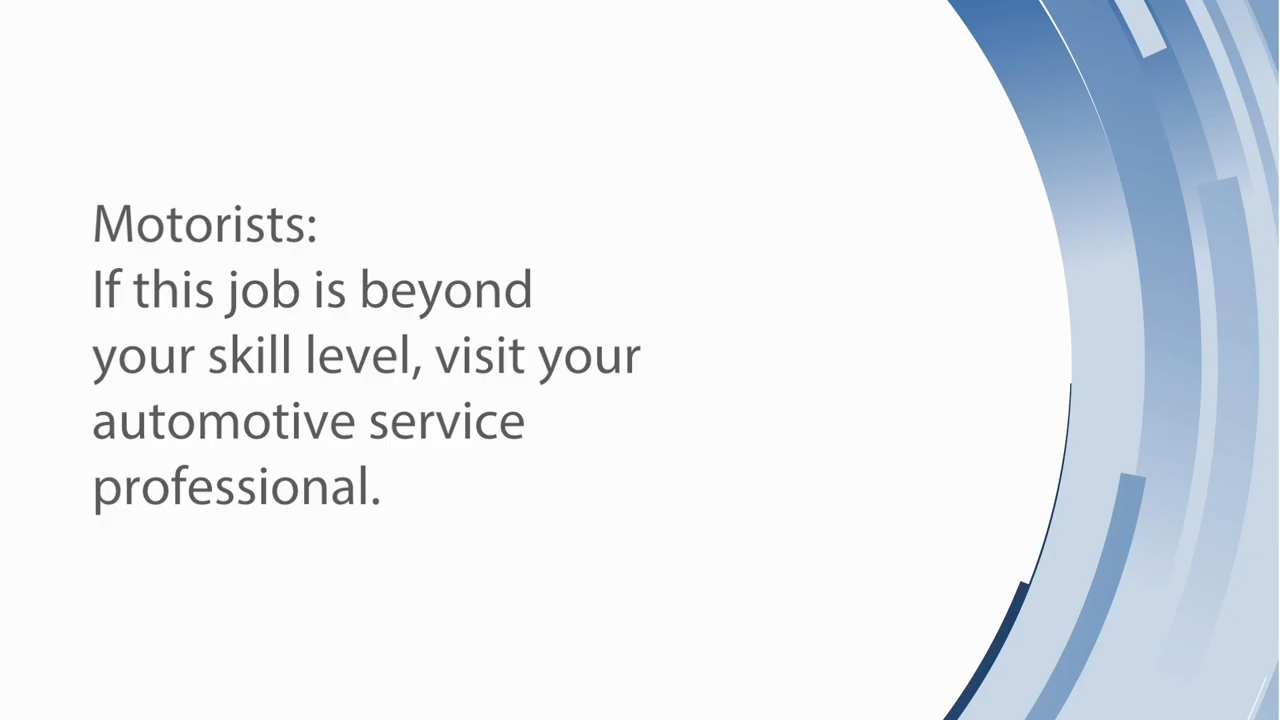 Motorists:
If this job is beyond
your skill level, visit your
automotive service
professional.